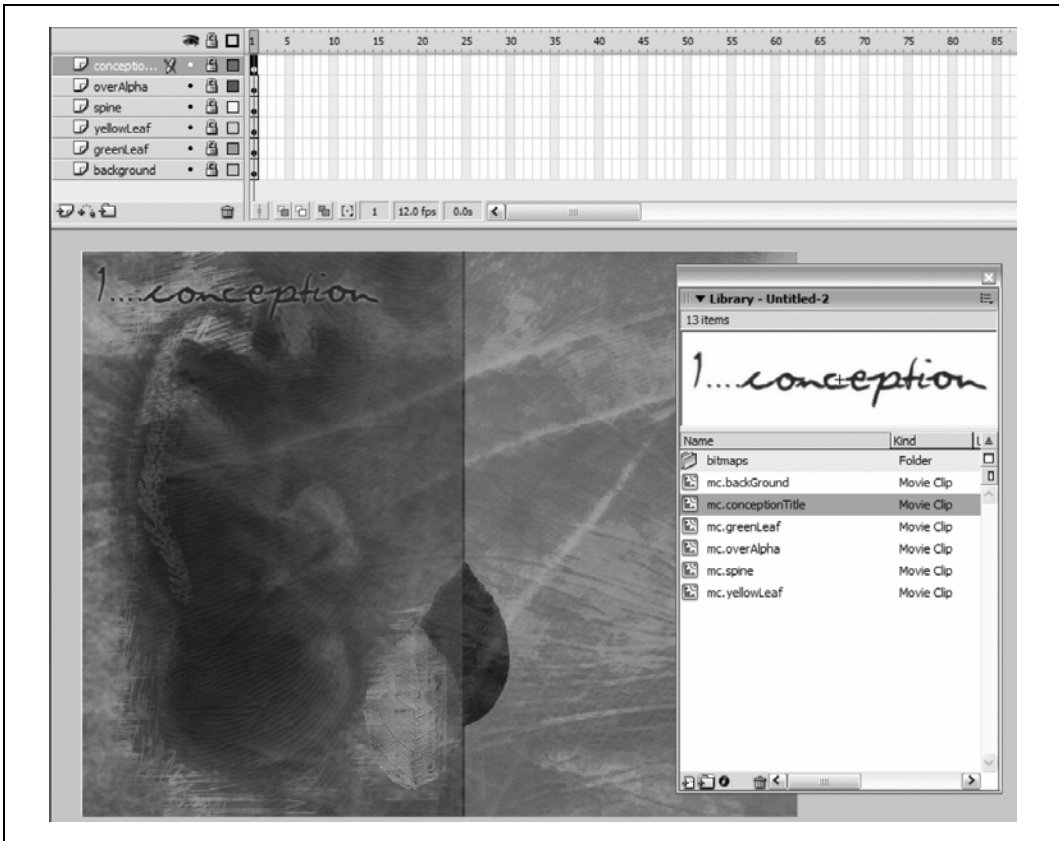 1 5 10 15 20 25 30 35 40 45 50 55 60 65 70 75 80 85
conceptio...
overAlpha
spine
yellowLeaf
greenLeaf
background
1 12.0 fps 0.0s
1....conception
Library - Untitled-2
13 items
1....conception
Name Kind L
bitmaps Folder
mc.backGround Movie Clip
mc.conceptionTitle Movie Clip
mc.greenLeaf Movie Clip
mc.overAlpha Movie Clip
mc.spine Movie Clip
mc.yellowLeaf Movie Clip